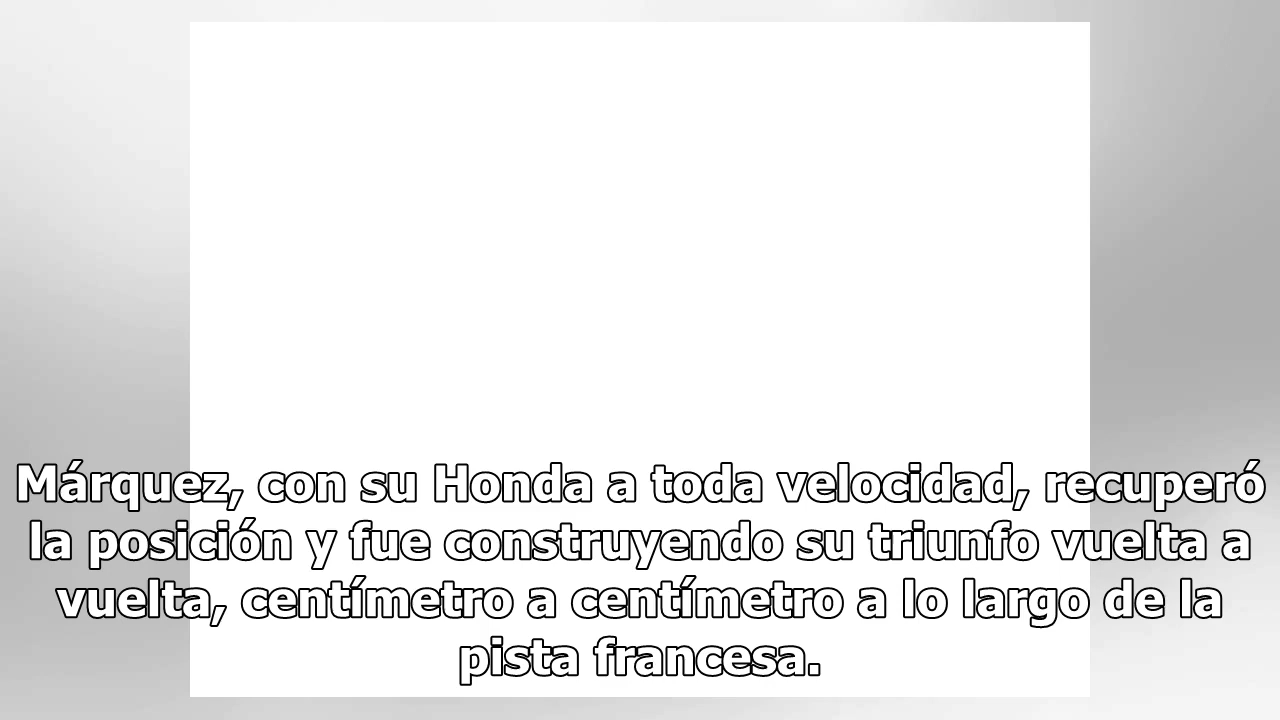 Márquez, con su Honda a toda velocidad, recuperó
la posición y fue construyendo su triunfo vuelta a
vuelta, centímetro a centímetro a lo largo de la
pista francesa.